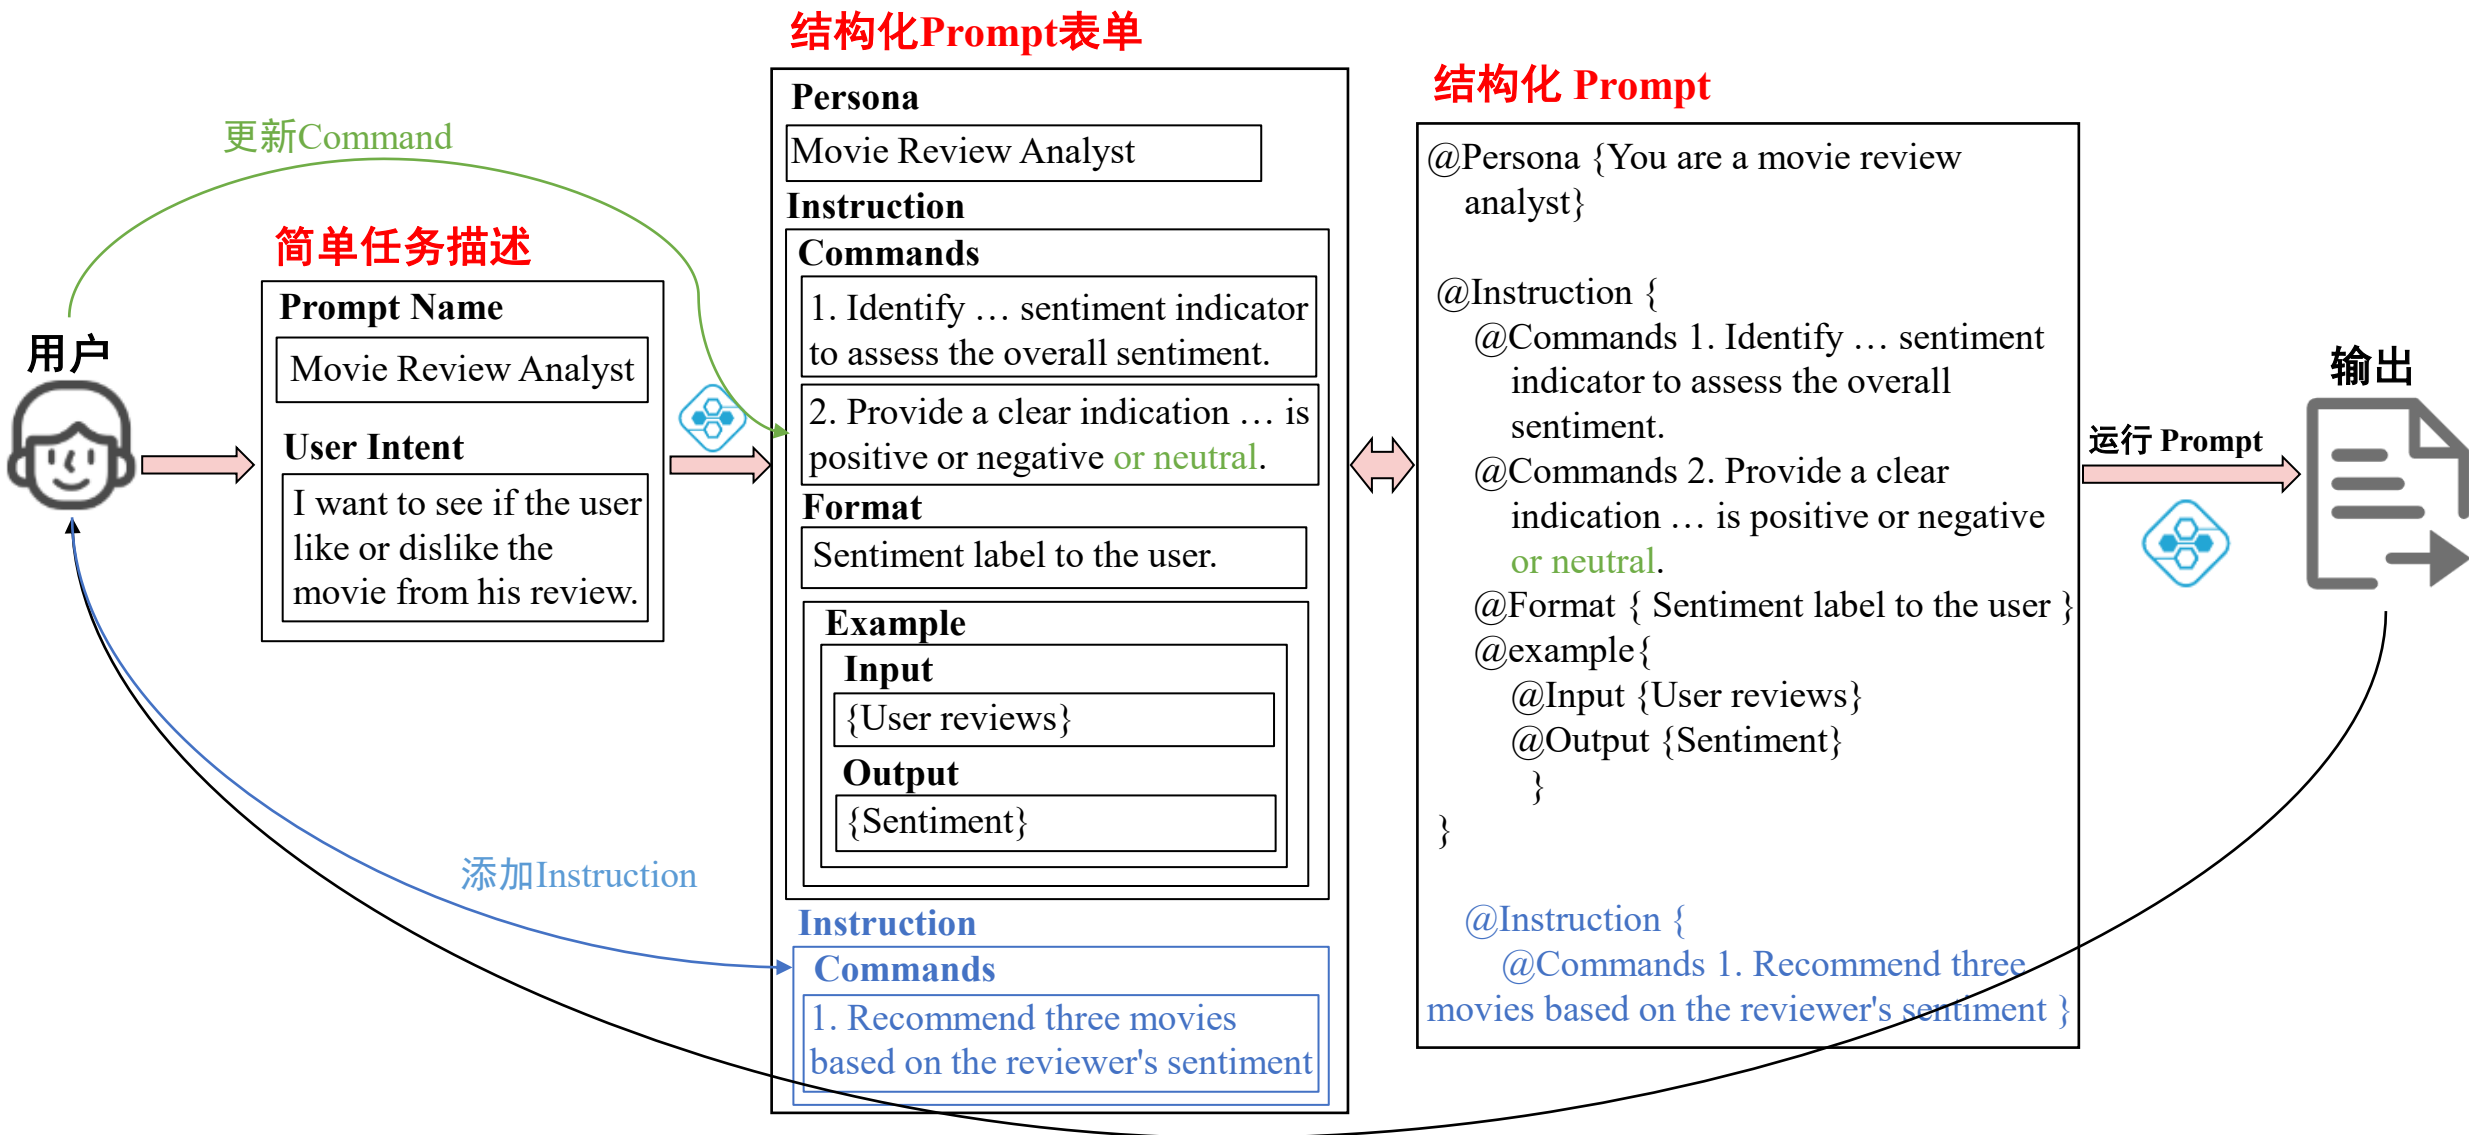 更新Command
用户
简单任务描述
Prompt Name
Movie Review Analyst
User Intent
I want to see if the user
like or dislike the
movie from his review.
添加Instruction
结构化Prompt表单
Persona
Movie Review Analyst
Instruction
Commands
1. Identify … sentiment indicator
to assess the overall sentiment.
2. Provide a clear indication … is
positive or negative or neutral.
Format
Sentiment label to the user.
Example
Input
{User reviews}
Output
{Sentiment}
Instruction
Commands
1. Recommend three movies
based on the reviewer's sentiment
结构化 Prompt
@Persona {You are a movie review
analyst}
@Instruction {
@Commands 1. Identify … sentiment
indicator to assess the overall
sentiment.
@Commands 2. Provide a clear
indication … is positive or negative
or neutral.
@Format { Sentiment label to the user }
@example{
@Input {User reviews}
@Output {Sentiment}
}
}
@Instruction {
@Commands 1. Recommend three
movies based on the reviewer's sentiment }
运行 Prompt
输出